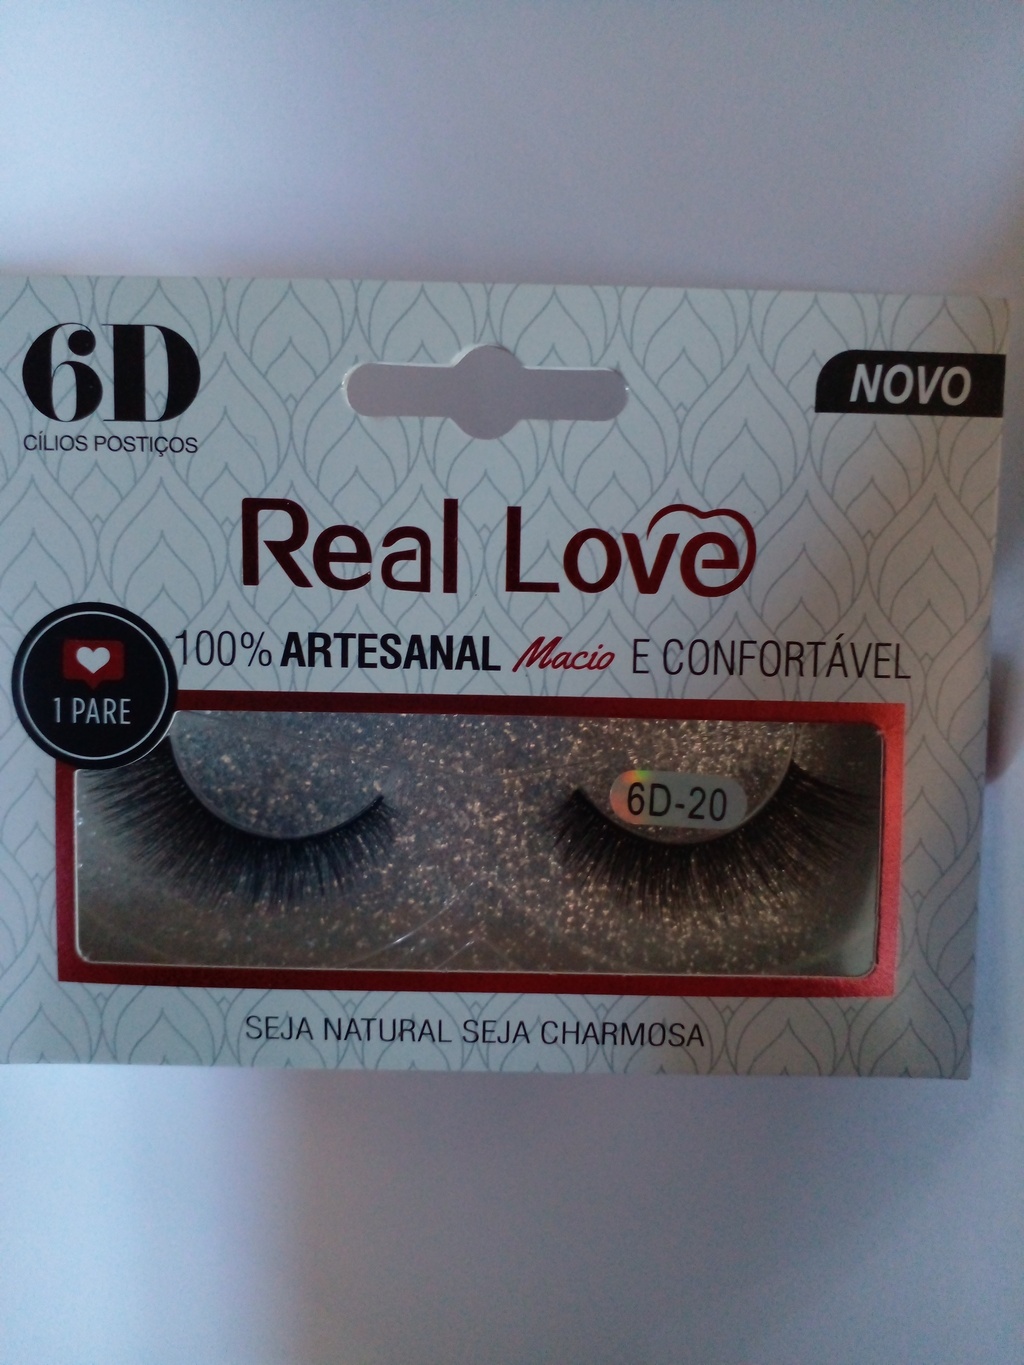 6D
CÍLIOS POSTIÇOS
NOVO
Real Love
100% ARTESANAL Macio E CONFORTÁVEL
1 PARE
6D-20
SEJA NATURAL SEJA CHARMOSA